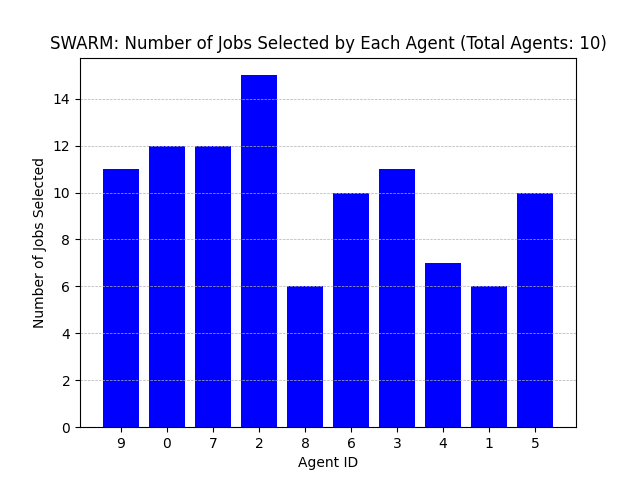 SWARM: Number of Jobs Selected by Each Agent (Total Agents: 10)
Number of Jobs Selected
14
12
10
8
6
4
2
0
9 0 7 2 8 6 3 4 1 5
Agent ID